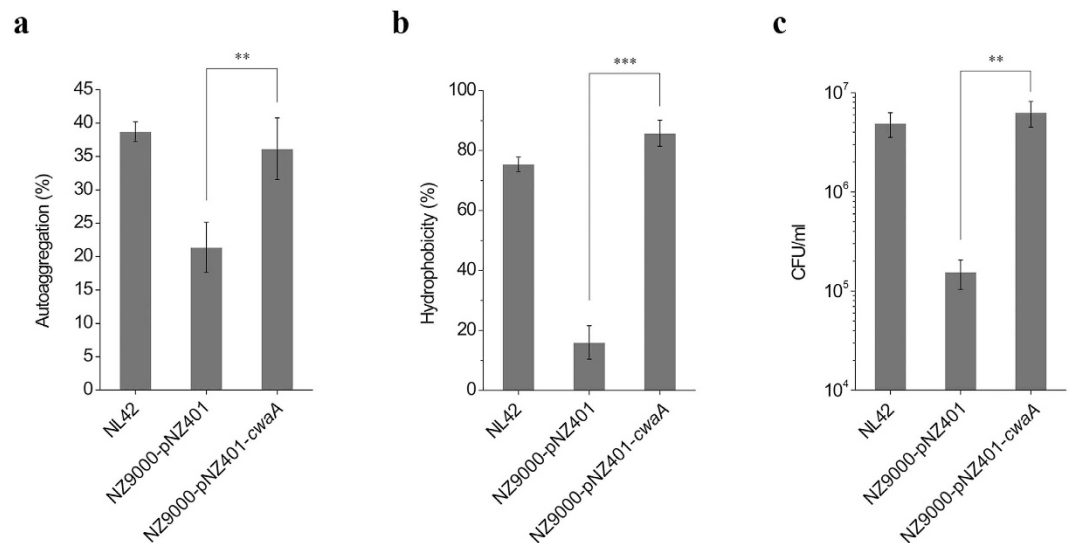 a
**
45
40
35
30
25
20
15
10
5
0
Autoaggregation (%)
NL42
NZ9000-pNZ401
NZ9000-pNZ401-cwaA
b
***
100
80
60
40
20
0
Hydrophobicity (%)
NL42
NZ9000-pNZ401
NZ9000-pNZ401-cwaA
c
**
10⁷
10⁶
10⁵
10⁴
CFU/ml
NL42
NZ9000-pNZ401
NZ9000-pNZ401-cwaA